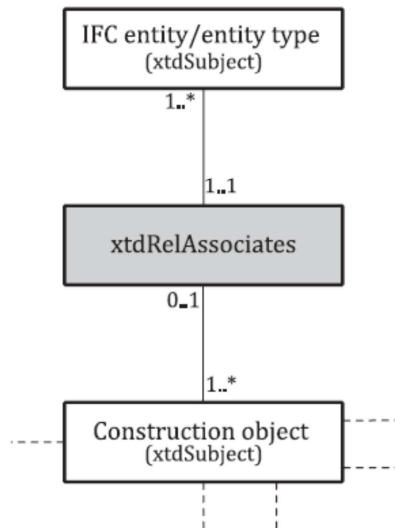 IFC entity/entity type
(xtdSubject)
1..*
1..1
xtdRelAssociates
0..1
1..*
Construction object
(xtdSubject)